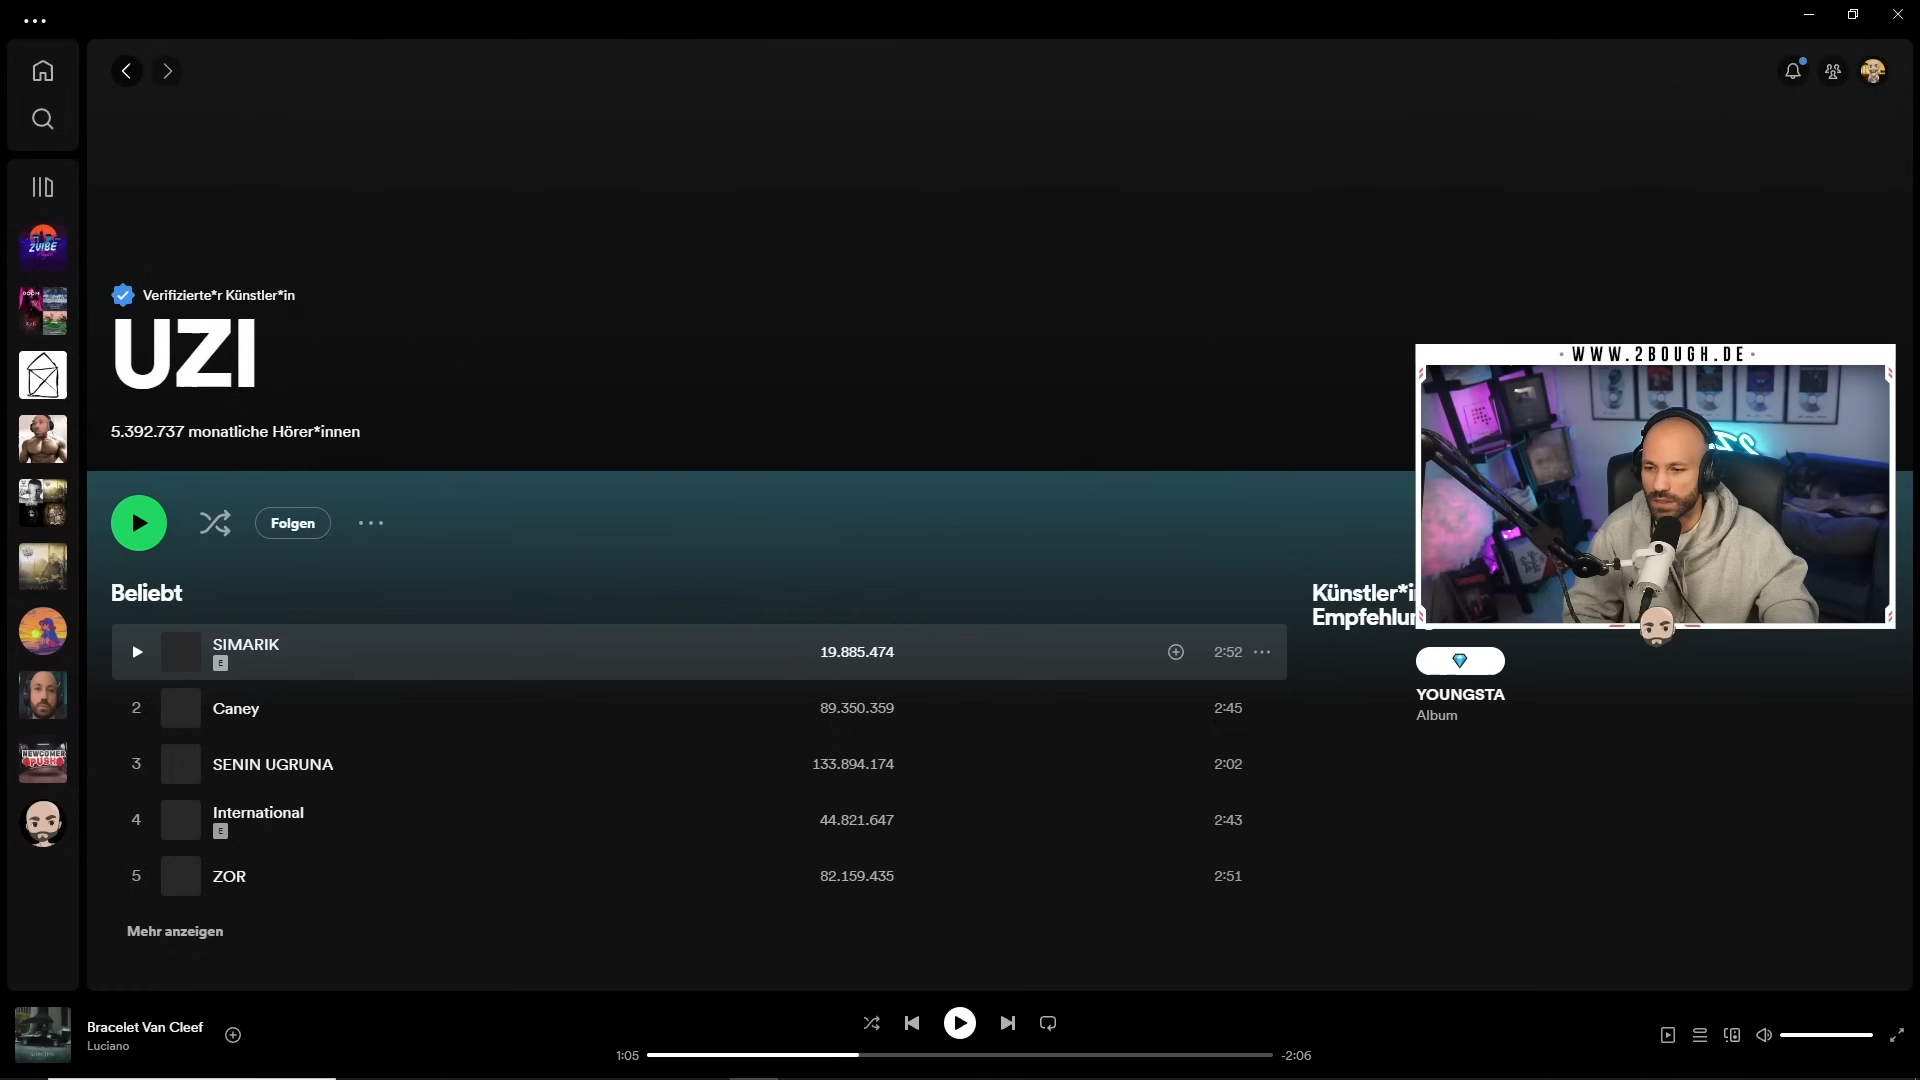 Verifizierte*r Künstler*in
UZI
5.392.737 monatliche Hörer*innen
Folgen
Beliebt
SIMARIK
E
19.885.474
2:52
2
Caney
89.350.359
2:45
3
SENIN UGRUNA
133.894.174
2:02
4
International
E
44.821.647
2:43
5
ZOR
82.159.435
2:51
Mehr anzeigen
WWW.2BOUGH.DE
YOUNGSTA
Album
2VIBE
NEWCOMER
PUSH
Bracelet Van Cleef
Luciano
1:05
-2:06